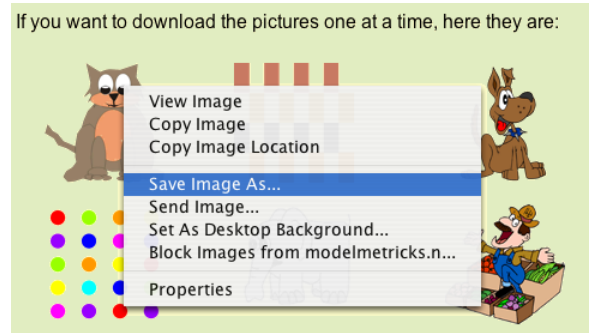 If you want to download the pictures one at a time, here they are:
View Image
Copy Image
Copy Image Location
Save Image As...
Send Image...
Set As Desktop Background...
Block Images from modelmetricks.n...
Properties